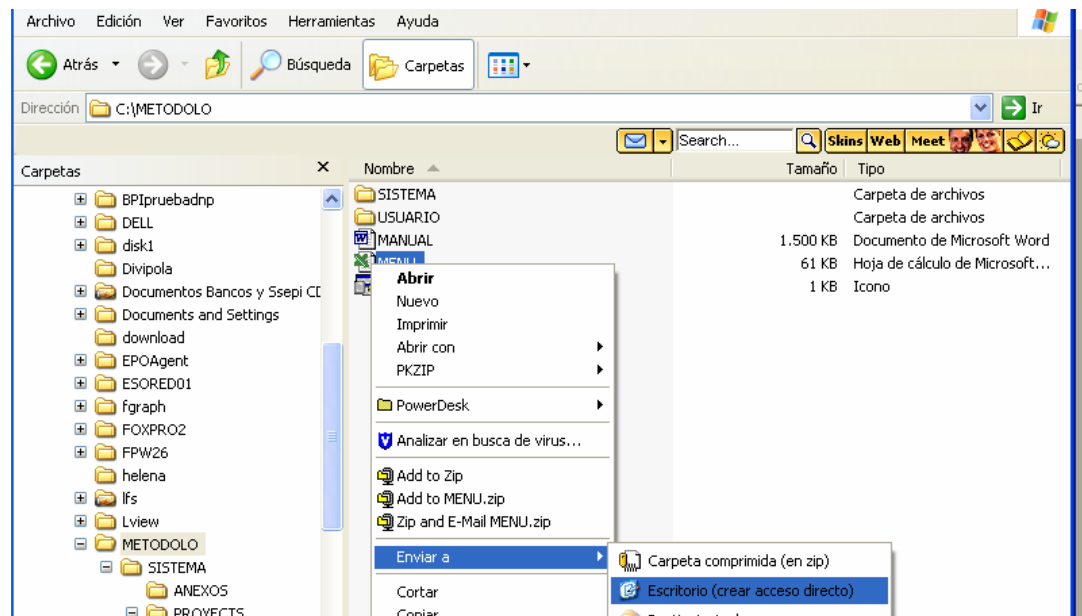 Archivo Edición Ver Favoritos Herramientas Ayuda
Atrás Búsqueda Carpetas
Dirección C:\METODOLO Ir
Search... Skins Web Meet
Carpetas
BPIpruebadnp
DELL
disk1
Divipola
Documentos Bancos y Ssepi CD
Documents and Settings
download
EPOAgent
ESORED01
fgraph
FOXPRO2
FPW26
helena
lfs
Lview
METODOLO
SISTEMA
ANEXOS
PROYECTS
Nombre Tamaño Tipo
SISTEMA Carpeta de archivos
USUARIO Carpeta de archivos
MANUAL 1.500 KB Documento de Microsoft Word
MENU 61 KB Hoja de cálculo de Microsoft...
1 KB Icono
Abrir
Nuevo
Imprimir
Abrir con
PKZIP
PowerDesk
Analizar en busca de virus...
Add to Zip
Add to MENU.zip
Zip and E-Mail MENU.zip
Enviar a
Cortar
Copiar
Carpeta comprimida (en zip)
Escritorio (crear acceso directo)